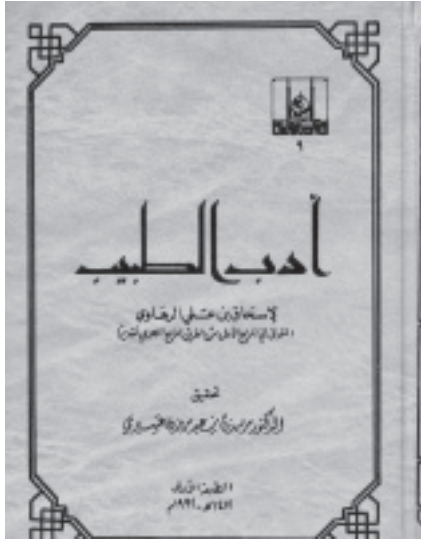 ٩
أدب الطبيب
لإسحاق بن علي الرهاوي
تحقيق
الدكتور مريزن سعيد مريزن عسيري
الطبعة الأولى